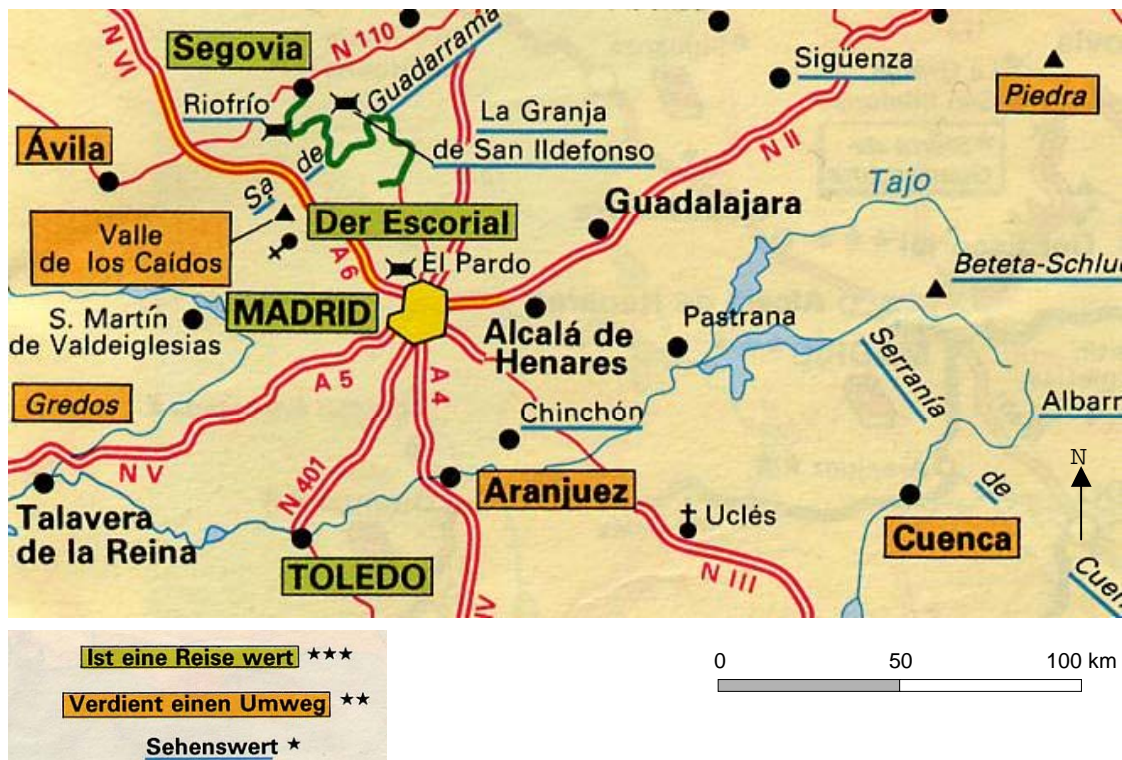 N VI
Segovia
N 110
Guadarrama
Sigüenza
Riofrío
La Granja
de San Ildefonso
Piedra
Ávila
N II
Sa
de
Tajo
Guadalajara
Valle
de los Caídos
Der Escorial
A 6
El Pardo
Beteta-Schluc
MADRID
S. Martín
de Valdeiglesias
Alcalá de
Henares
Pastrana
Serranía
A 5
A 4
Gredos
Chinchón
Albarr
N V
N 401
Aranjuez
N
de
Talavera
de la Reina
Uclés
Cuenca
TOLEDO
N III
Cuen
Ist eine Reise wert ★★★
Verdient einen Umweg ★★
Sehenswert ★
0 50 100 km